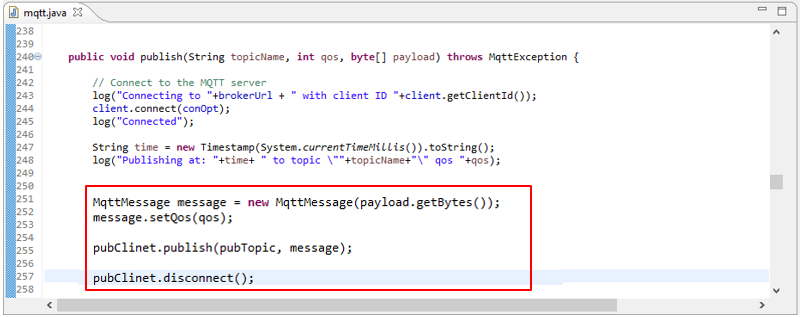 mqtt.java
238
239
240 public void publish(String topicName, int qos, byte[] payload) throws MqttException {
241
242 // Connect to the MQTT server
243 log("Connecting to "+brokerUrl + " with client ID "+client.getClientId());
244 client.connect(conOpt);
245 log("Connected");
246
247 String time = new Timestamp(System.currentTimeMillis()).toString();
248 log("Publishing at: "+time+ " to topic \""+topicName+"\" qos "+qos);
249
250
251 MqttMessage message = new MqttMessage(payload.getBytes());
252 message.setQos(qos);
253
254
255 pubClinet.publish(pubTopic, message);
256
257 pubClinet.disconnect();
258